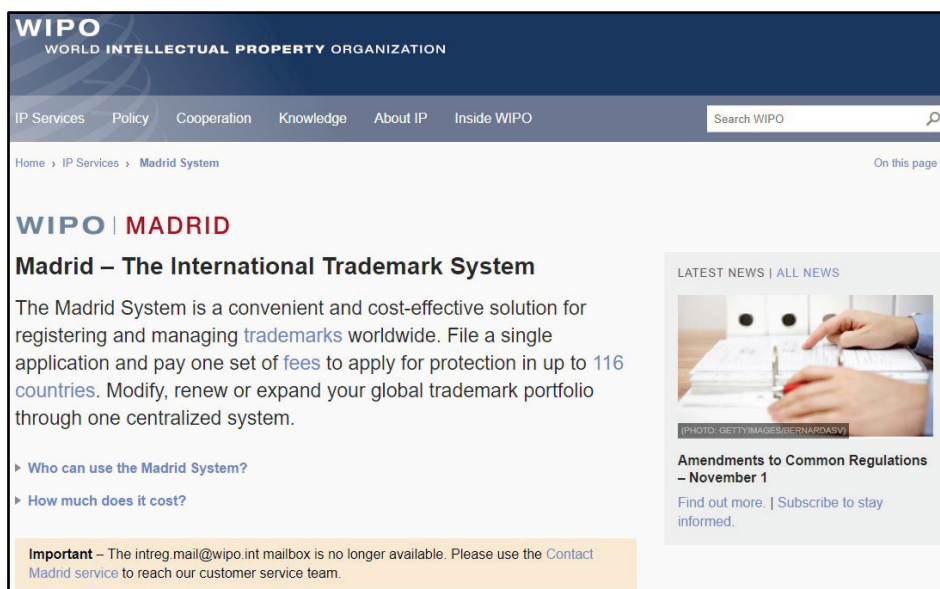 WIPO
WORLD INTELLECTUAL PROPERTY ORGANIZATION
IP Services Policy Cooperation Knowledge About IP Inside WIPO
Search WIPO
Home › IP Services › Madrid System
On this page
WIPO | MADRID
Madrid – The International Trademark System
The Madrid System is a convenient and cost-effective solution for
registering and managing trademarks worldwide. File a single
application and pay one set of fees to apply for protection in up to 116
countries. Modify, renew or expand your global trademark portfolio
through one centralized system.
Who can use the Madrid System?
How much does it cost?
Important – The intreg.mail@wipo.int mailbox is no longer available. Please use the Contact
Madrid service to reach our customer service team.
LATEST NEWS | ALL NEWS
(PHOTO: GETTYIMAGES/BERNARDASV)
Amendments to Common Regulations
– November 1
Find out more. | Subscribe to stay
informed.